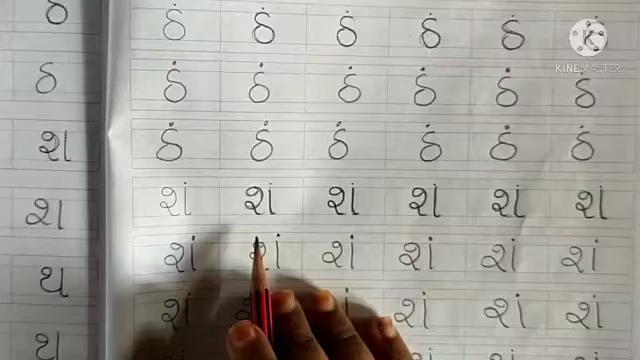 ઠ
ઠ
શ
શ
થ
ઠં ઠં ઠં ઠં ઠં
ઠં ઠં ઠં ઠં ઠં ઠં
ઠં ઠં ઠં ઠં ઠં ઠં
શં શં શં શં શં શં
શં શં શં શં શં શં
શં શં શં શં
K
KINEMASTER